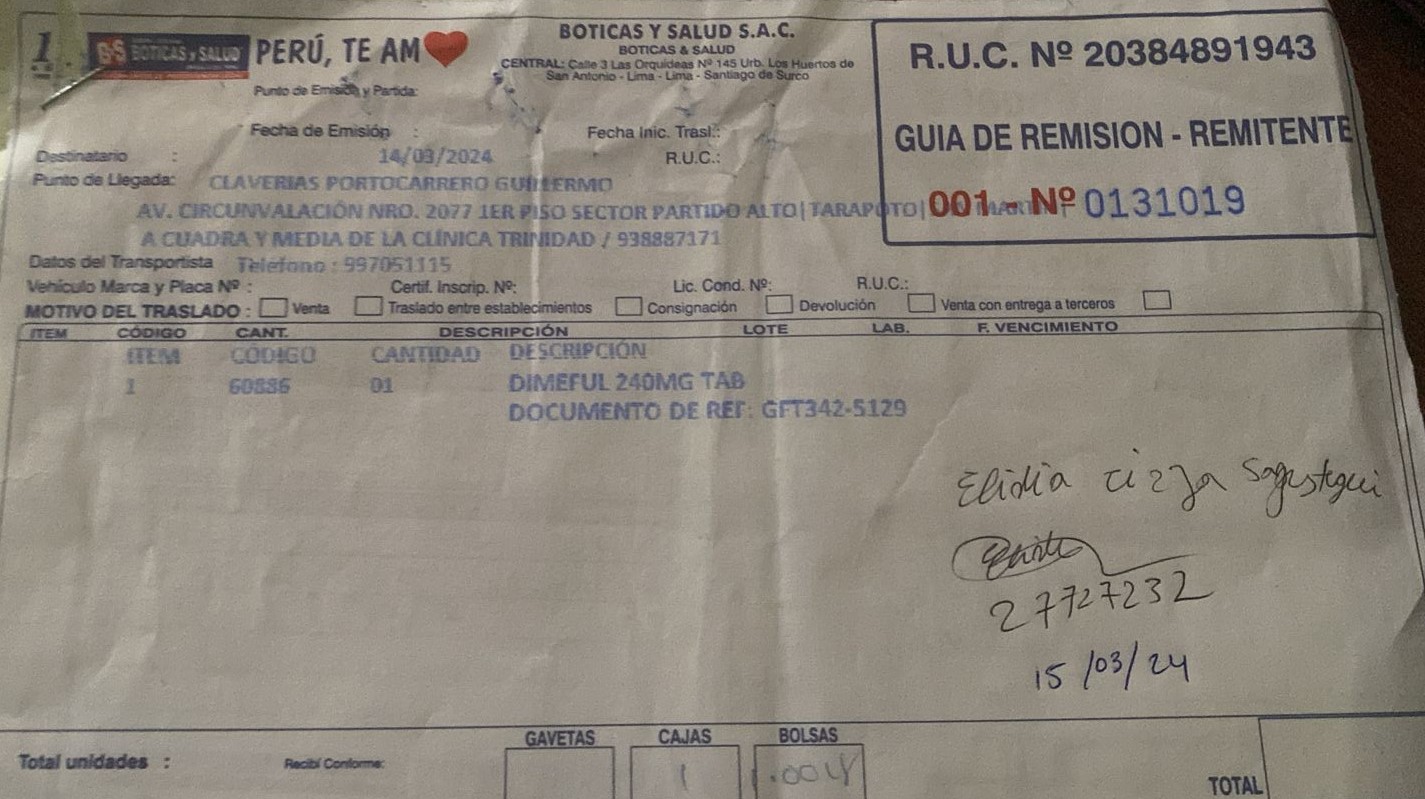 1
BS BOTICAS Y SALUD
PERÚ, TE AM
BOTICAS Y SALUD S.A.C.
BOTICAS & SALUD
CENTRAL: Calle 3 Las Orquideas Nº 145 Urb. Los Huertos de
San Antonio - Lima - Lima - Santiago de Surco
R.U.C. Nº 20384891943
GUIA DE REMISION - REMITENTE
001 - Nº 0131019
Punto de Emisión y Partida:
Fecha de Emisión : Fecha Inic. Trasl.:
Destinatario : 14/03/2024 R.U.C.:
Punto de Llegada: CLAVERIAS PORTOCARRERO GUILLERMO
AV. CIRCUNVALACIÓN NRO. 2077 1ER PISO SECTOR PARTIDO ALTO| TARAPOTO|
A CUADRA Y MEDIA DE LA CLÍNICA TRINIDAD / 938887171
Datos del Transportista Teléfono : 997051115
Vehículo Marca y Placa Nº : Certif. Inscrip. Nº: Lic. Cond. Nº: R.U.C.:
MOTIVO DEL TRASLADO : Venta Traslado entre establecimientos Consignación Devolución Venta con entrega a terceros
ITEM CÓDIGO CANT. DESCRIPCIÓN LOTE LAB. F. VENCIMIENTO
ITEM CÓDIGO CANTIDAD DESCRIPCIÓN
1 60886 01 DIMEFUL 240MG TAB
DOCUMENTO DE REF: GFT342-5129
Elidia Cizja Sagastegui
27727232
15/03/24
GAVETAS CAJAS BOLSAS
Total unidades : Recibí Conforme: 1
TOTAL